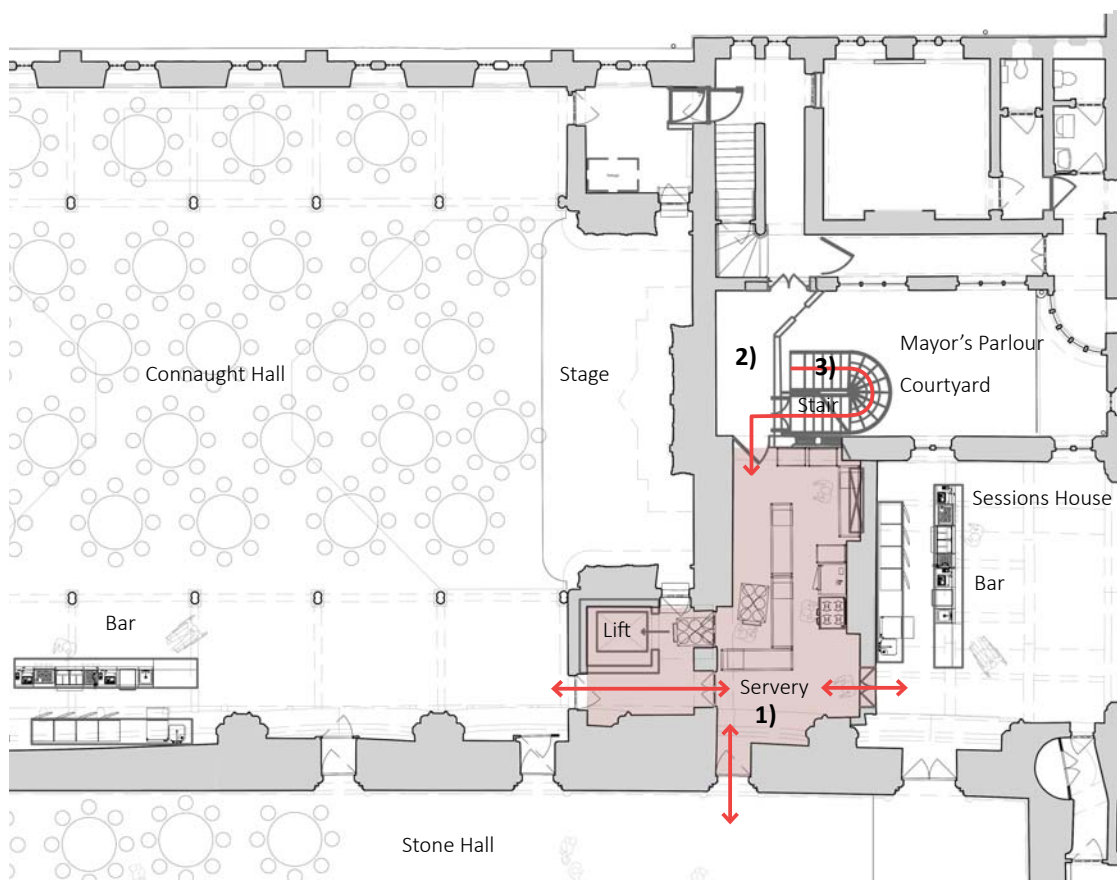 2)
3)
Mayor's Parlour
Courtyard
Connaught Hall
Stage
Stair
Sessions House
Bar
Bar
Lift
Servery
1)
Stone Hall